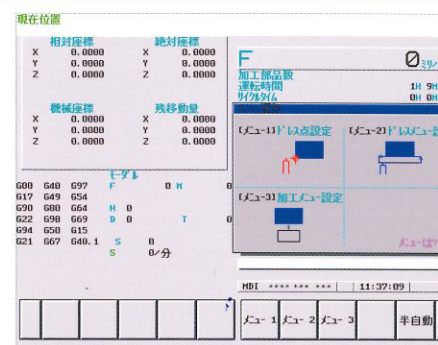 現在位置
相対座標 絶対座標
X 0.0000 X 0.0000
Y 0.0000 Y 0.0000
Z 0.0000 Z 0.0000
機械座標 残移動量
X 0.0000 X 0.0000
Y 0.0000 Y 0.0000
Z 0.0000 Z 0.0000
F 0 ミリ/
加工部品数
運転時間 1H 9M
サイクルタイム 0H 0M
[メニュー1]ドレス点設定 [メニュー2]ドレスメニュー設
[メニュー3]加工メニュー設定
メニューは
モーダル
G00 G40 G97 F 0 M 0
G17 G49 G54
G90 G80 G64 H 0
G22 G98 G69 D 0 T 0
G94 G50 G15
G21 G67 G40.1 S 0
S 0/分
MDI **** *** *** 11:37:09
メニュー 1 メニュー 2 メニュー 3 半自動